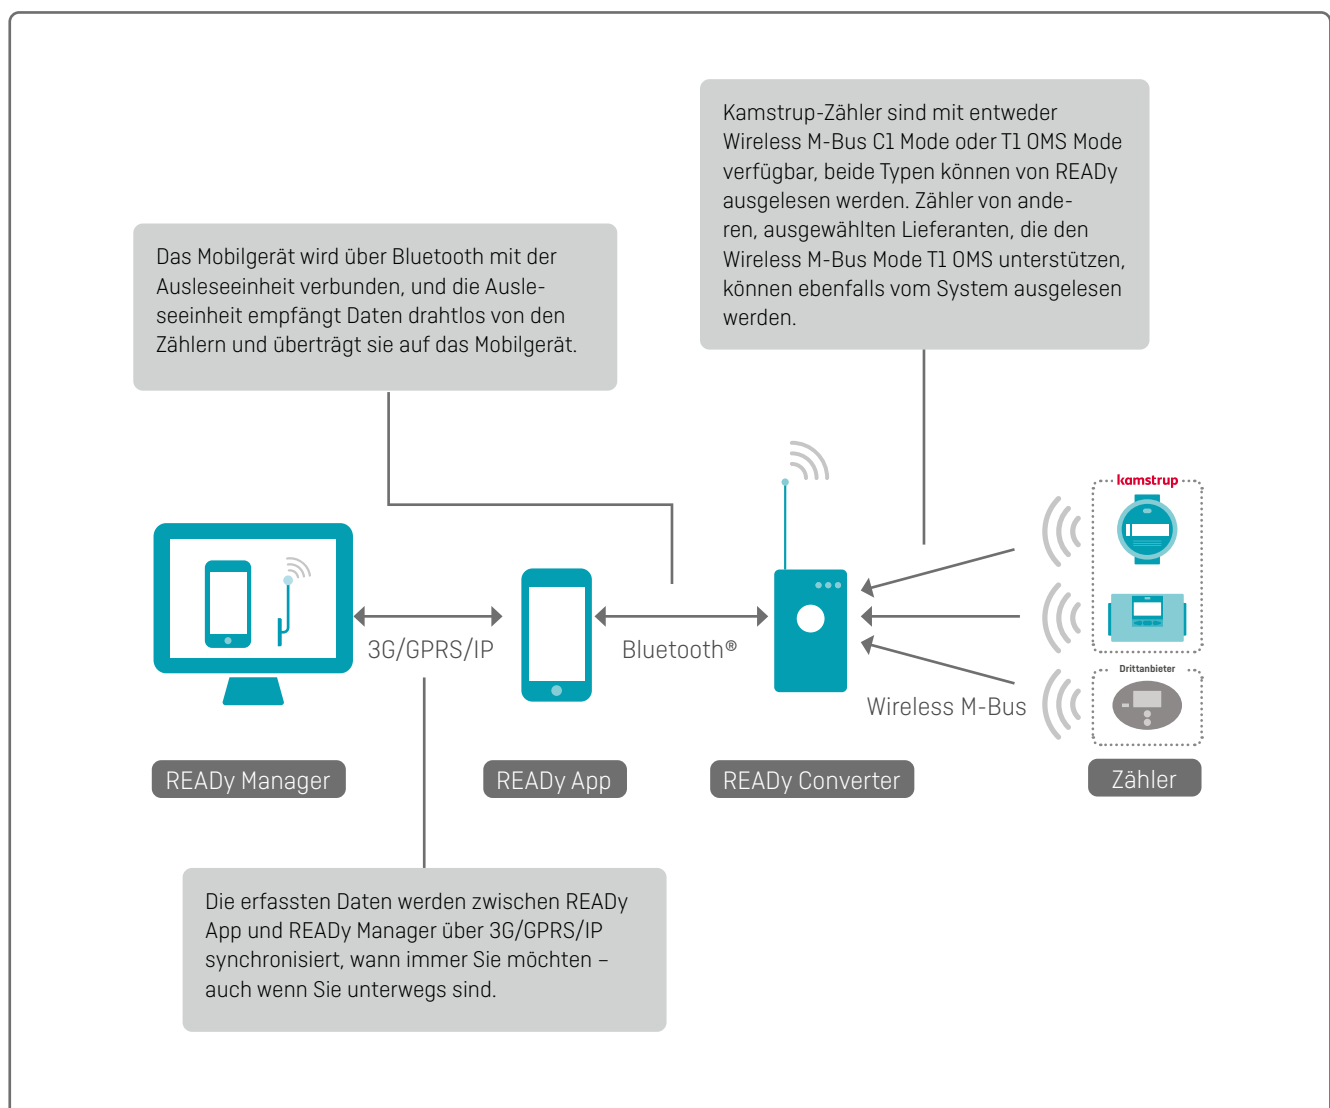 Kamstrup-Zähler sind mit entweder
Wireless M-Bus C1 Mode oder T1 OMS Mode
verfügbar, beide Typen können von READy
ausgelesen werden. Zähler von ande-
ren, ausgewählten Lieferanten, die den
Wireless M-Bus Mode T1 OMS unterstützen,
können ebenfalls vom System ausgelesen
werden.
Das Mobilgerät wird über Bluetooth mit der
Ausleseeinheit verbunden, und die Ausle-
seeinheit empfängt Daten drahtlos von den
Zählern und überträgt sie auf das Mobilgerät.
kamstrup
3G/GPRS/IP
Bluetooth®
Drittanbieter
Wireless M-Bus
READy Manager
READy App
READy Converter
Zähler
Die erfassten Daten werden zwischen READy
App und READy Manager über 3G/GPRS/IP
synchronisiert, wann immer Sie möchten –
auch wenn Sie unterwegs sind.